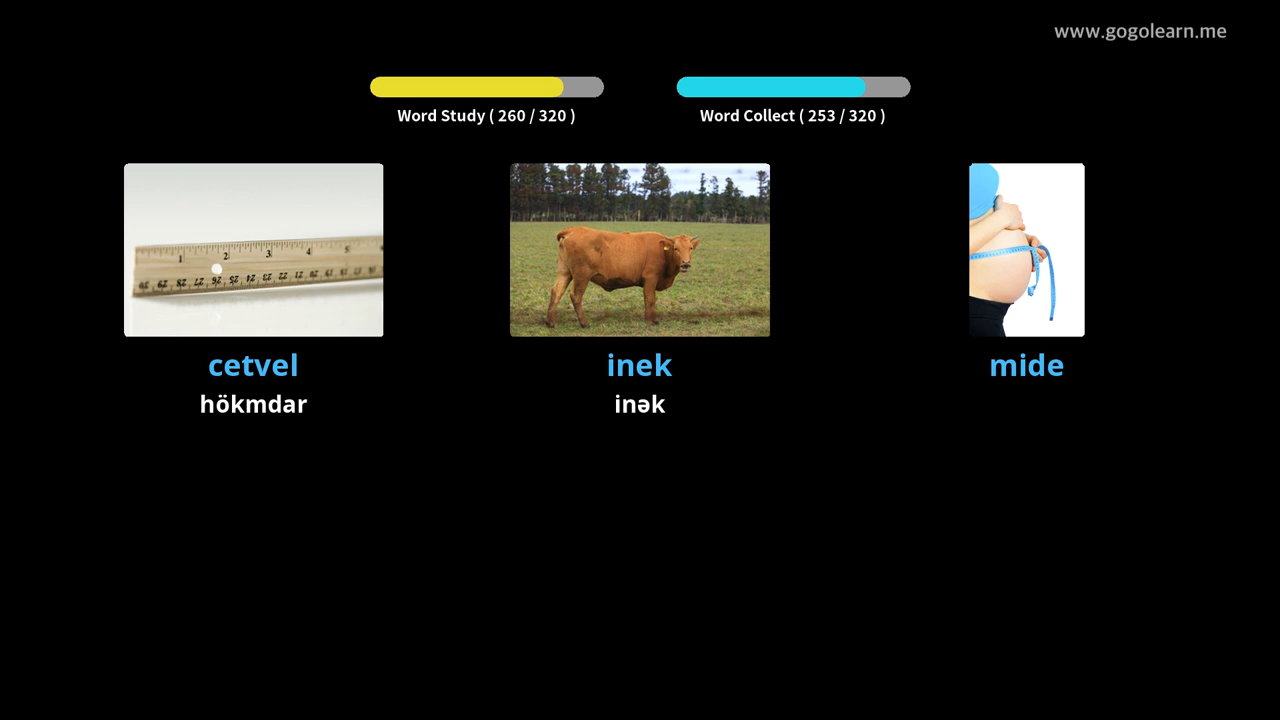 www.gogolearn.me
Word Study ( 260 / 320 )
Word Collect ( 253 / 320 )
cetvel
hökmdar
inek
inək
mide